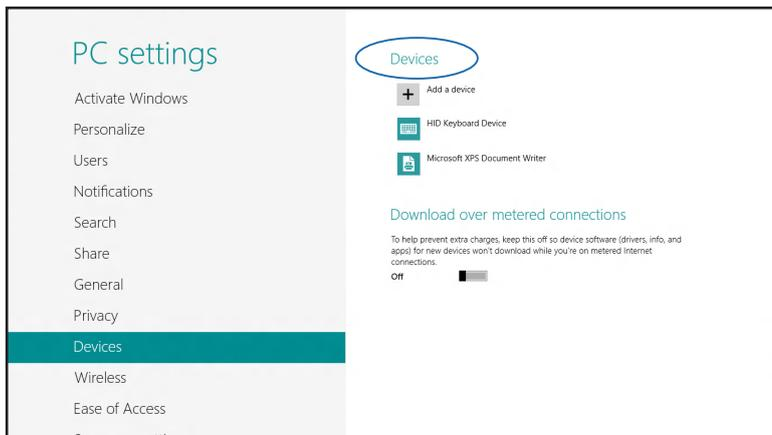 PC settings
Activate Windows
Personalize
Users
Notifications
Search
Share
General
Privacy
Devices
Wireless
Ease of Access
Devices
Add a device
HID Keyboard Device
Microsoft XPS Document Writer
Download over metered connections
To help prevent extra charges, keep this off so device software (drivers, info, and
apps) for new devices won't download while you're on metered Internet
connections.
Off